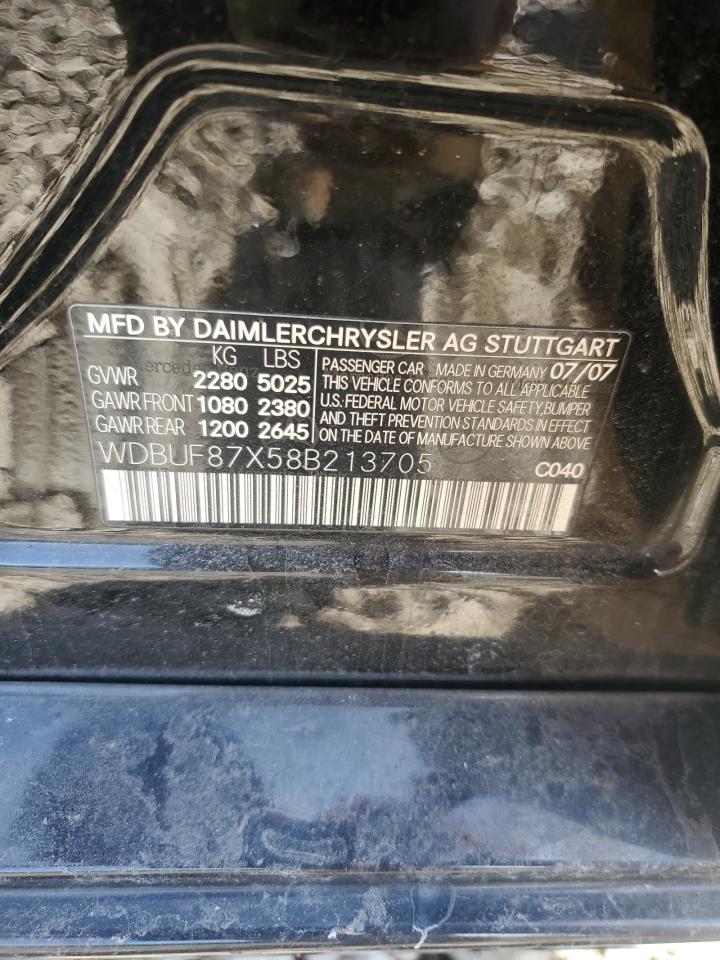 MFD BY DAIMLERCHRYSLER AG STUTTGART
KG LBS
GVWR 2280 5025
GAWR FRONT 1080 2380
GAWR REAR 1200 2645
PASSENGER CAR MADE IN GERMANY 07/07
THIS VEHICLE CONFORMS TO ALL APPLICABLE
U.S. FEDERAL MOTOR VEHICLE SAFETY, BUMPER
AND THEFT PREVENTION STANDARDS IN EFFECT
ON THE DATE OF MANUFACTURE SHOWN ABOVE
WDBUF87X58B213705 C040